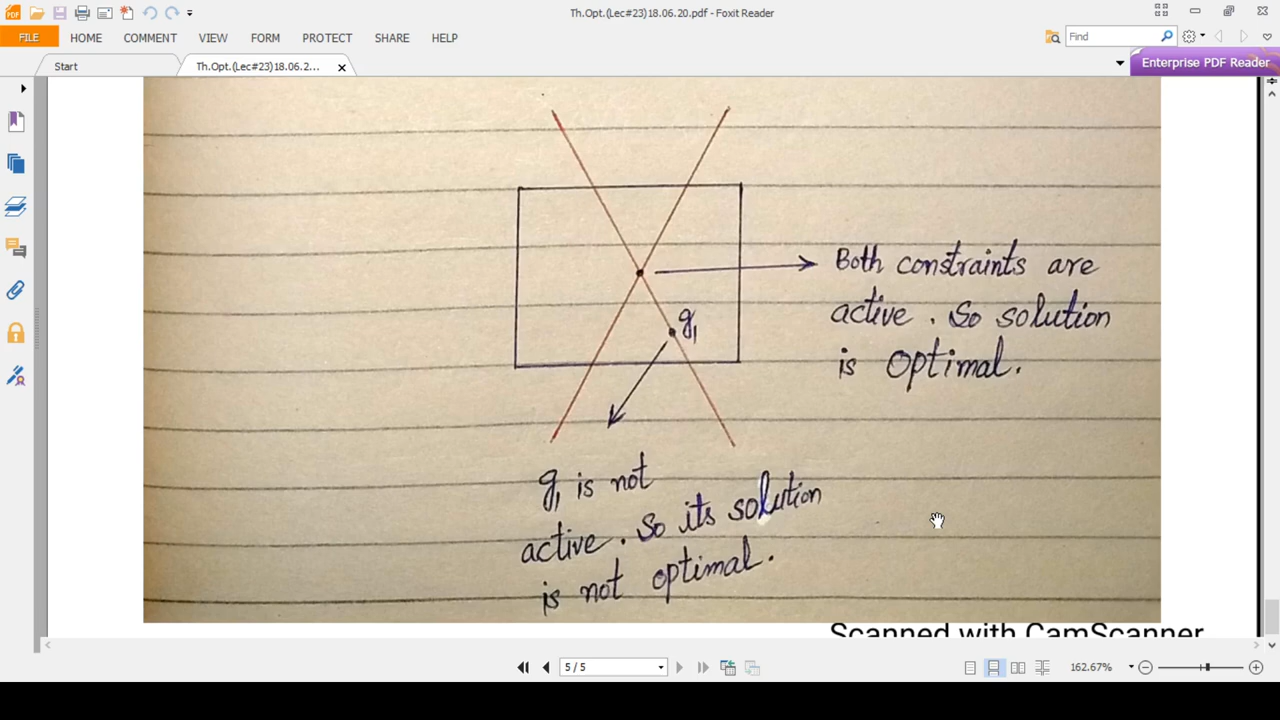 Th.Opt.(Lec#23)18.06.20.pdf - Foxit Reader
FILE HOME COMMENT VIEW FORM PROTECT SHARE HELP
Find
Start
Th.Opt.(Lec#23)18.06.2...
Enterprise PDF Reader
Both constraints are
active. So solution
is Optimal.
g₁
g₁ is not
active. So its solution
is not optimal.
Scanned with CamScanner
5 / 5
162.67%